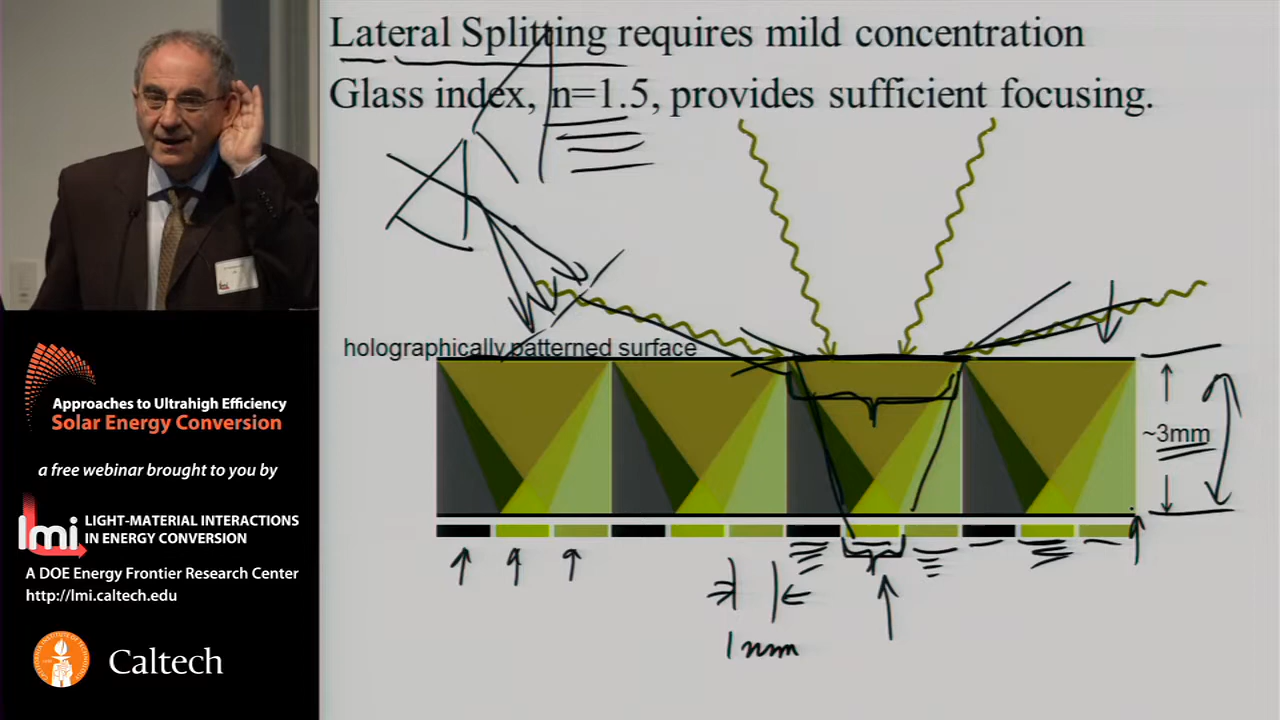 Lateral Splitting requires mild concentration
Glass index, n=1.5, provides sufficient focusing.
holographically patterned surface
~3mm
1 mm
Approaches to Ultrahigh Efficiency
Solar Energy Conversion
a free webinar brought to you by
lmi
LIGHT-MATERIAL INTERACTIONS
IN ENERGY CONVERSION
A DOE Energy Frontier Research Center
http://lmi.caltech.edu
Caltech